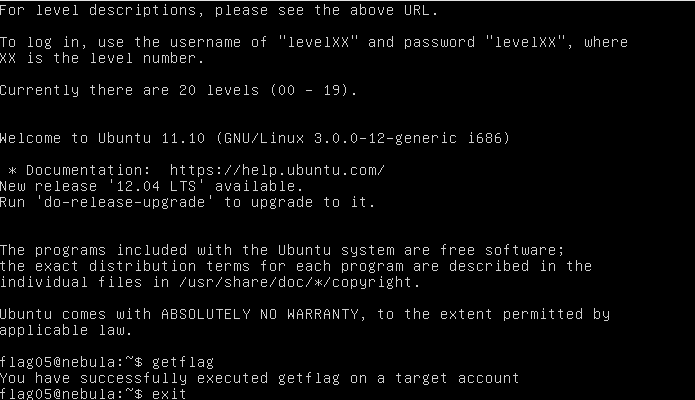 For level descriptions, please see the above URL.
To log in, use the username of "levelXX" and password "levelXX", where
XX is the level number.
Currently there are 20 levels (00 - 19).
Welcome to Ubuntu 11.10 (GNU/Linux 3.0.0-12-generic i686)
* Documentation:  https://help.ubuntu.com/
New release '12.04 LTS' available.
Run 'do-release-upgrade' to upgrade to it.
The programs included with the Ubuntu system are free software;
the exact distribution terms for each program are described in the
individual files in /usr/share/doc/*/copyright.
Ubuntu comes with ABSOLUTELY NO WARRANTY, to the extent permitted by
applicable law.
flag05@nebula:~$ getflag
You have successfully executed getflag on a target account
flag05@nebula:~$ exit